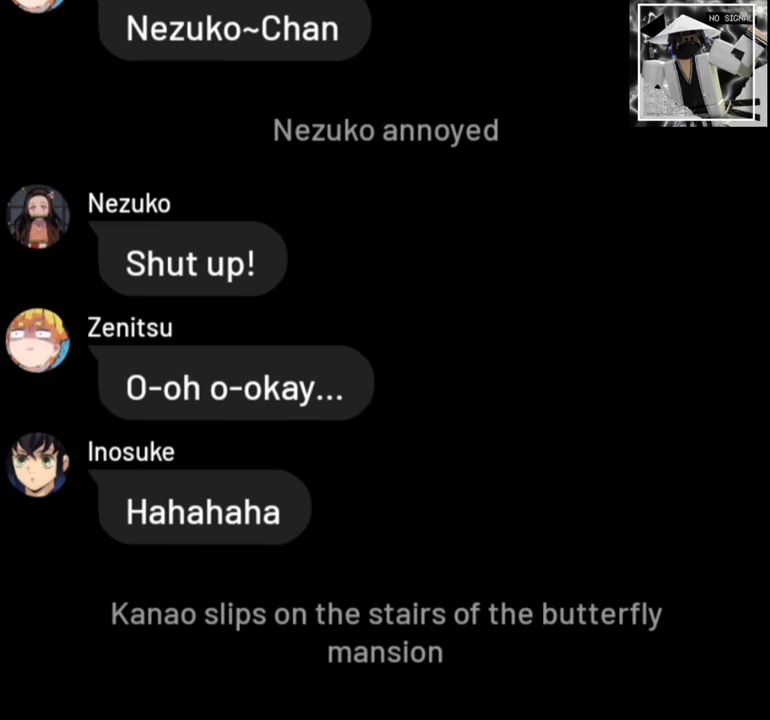 Nezuko~Chan
NO SIGNAL
Nezuko annoyed
Nezuko
Shut up!
Zenitsu
O-oh o-okay...
Inosuke
Hahahaha
Kanao slips on the stairs of the butterfly
mansion